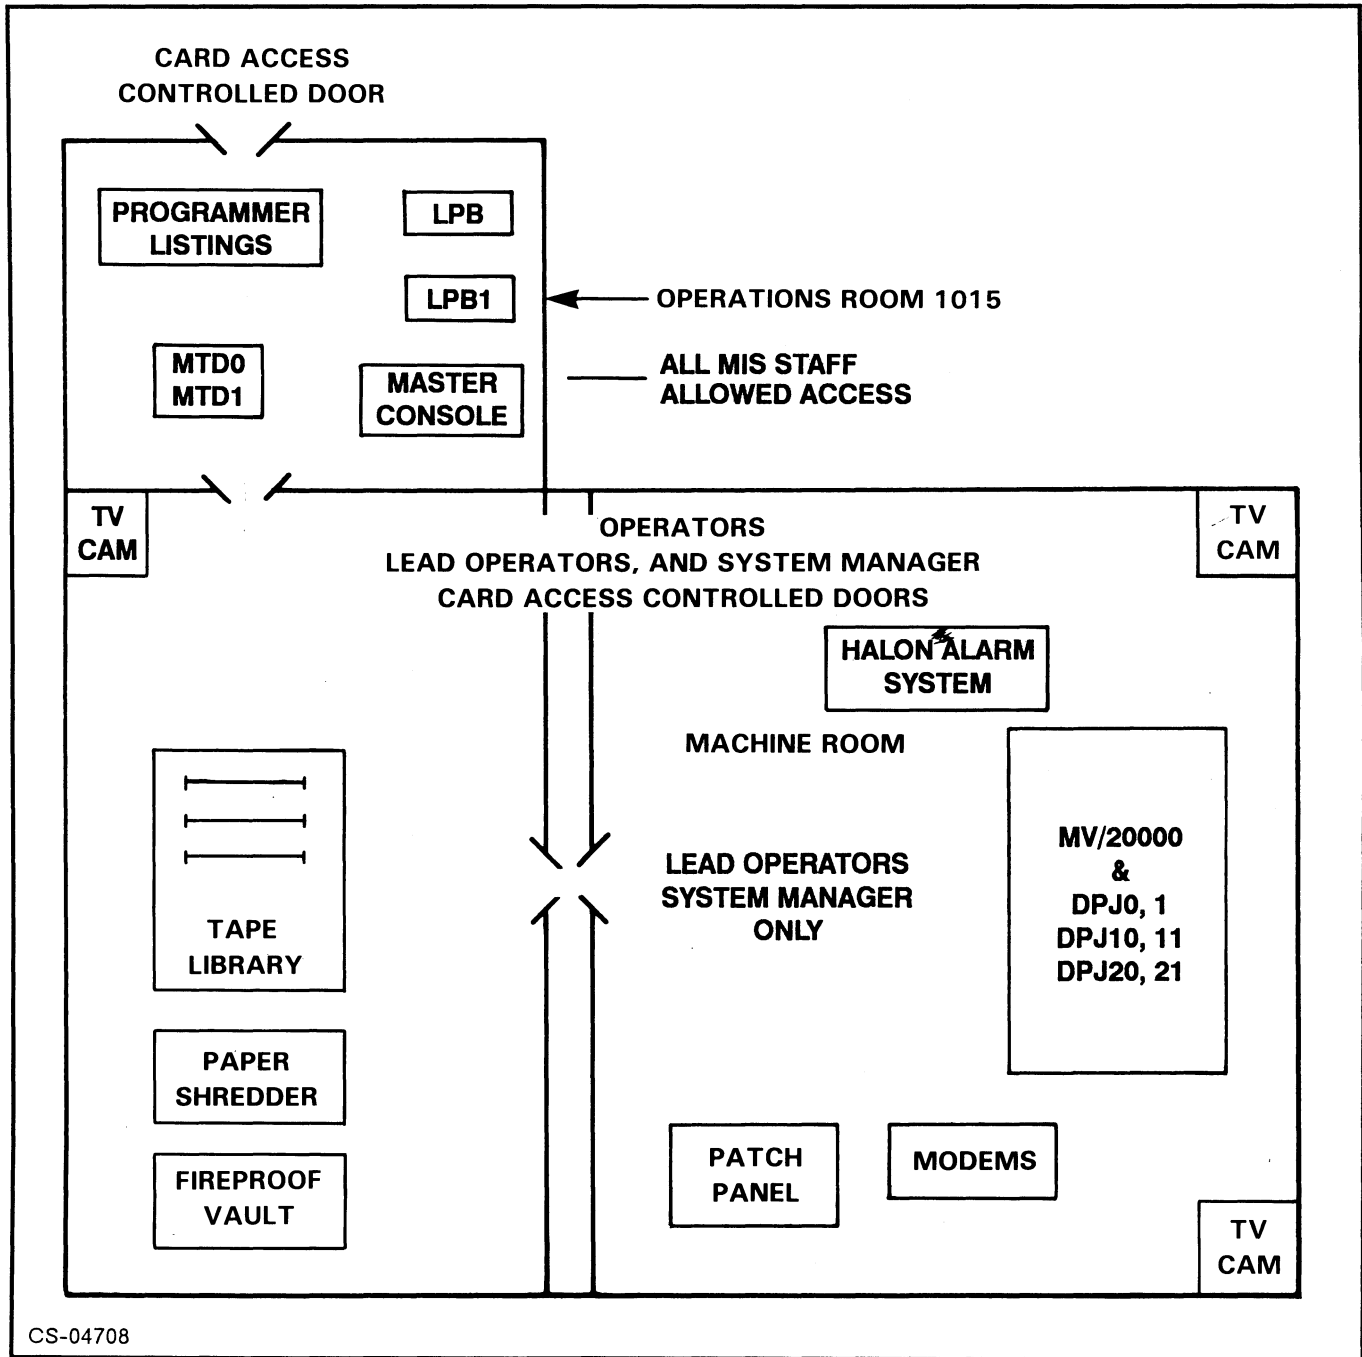 CARD ACCESS
CONTROLLED DOOR
PROGRAMMER
LISTINGS
LPB
LPB1
OPERATIONS ROOM 1015
MTD0
MTD1
MASTER
CONSOLE
ALL MIS STAFF
ALLOWED ACCESS
TV
CAM
OPERATORS
LEAD OPERATORS, AND SYSTEM MANAGER
CARD ACCESS CONTROLLED DOORS
TV
CAM
HALON ALARM
SYSTEM
MACHINE ROOM
LEAD OPERATORS
SYSTEM MANAGER
ONLY
MV/20000
&
DPJ0, 1
DPJ10, 11
DPJ20, 21
TAPE
LIBRARY
PAPER
SHREDDER
FIREPROOF
VAULT
PATCH
PANEL
MODEMS
TV
CAM
CS-04708